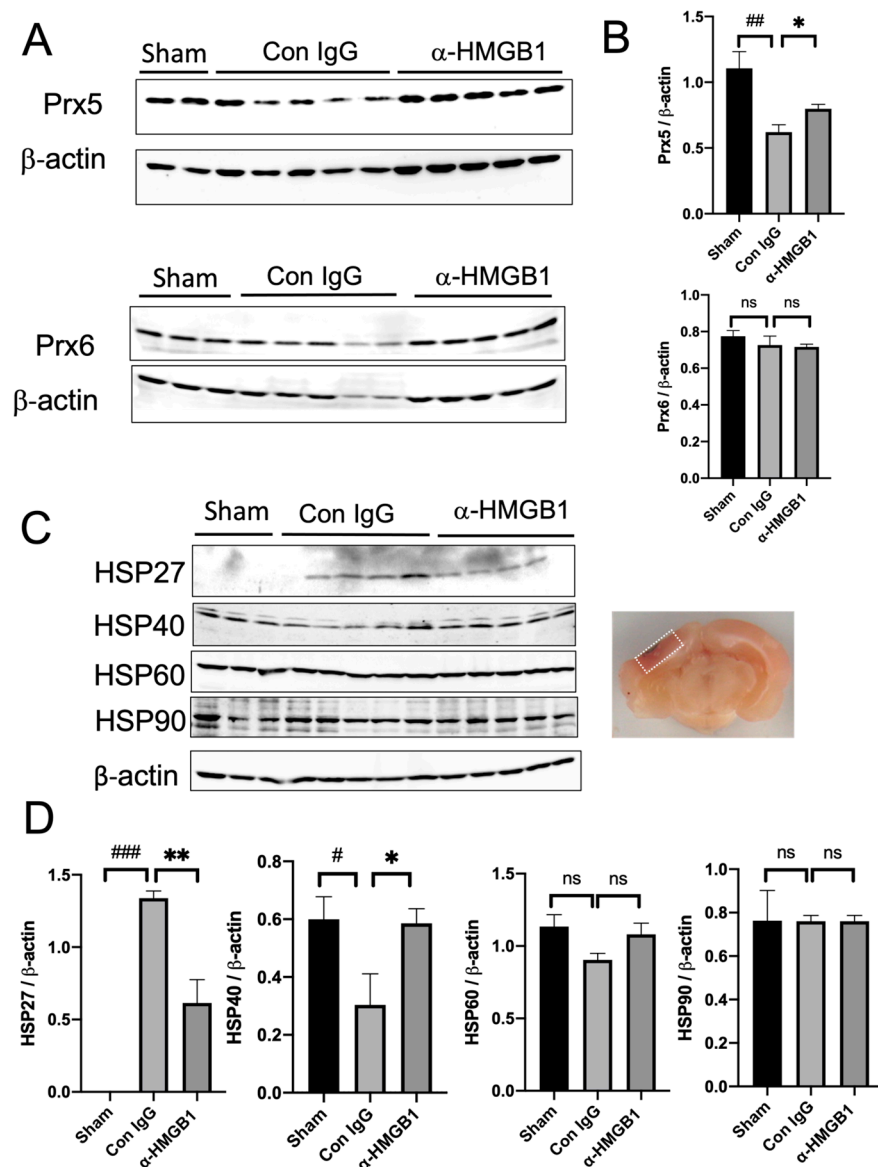 A
Sham Con IgG α-HMGB1
Prx5
β-actin
Sham Con IgG α-HMGB1
Prx6
β-actin
B
1.5
1.0
0.5
0.0
Prx5 / β-actin
## *
Sham Con IgG α-HMGB1
1.0
0.8
0.6
0.4
0.2
0.0
Prx6 / β-actin
ns ns
Sham Con IgG α-HMGB1
C
Sham Con IgG α-HMGB1
HSP27
HSP40
HSP60
HSP90
β-actin
D
1.5
1.0
0.5
0.0
HSP27 / β-actin
### **
Sham Con IgG α-HMGB1
0.8
0.6
0.4
0.2
0.0
HSP40 / β-actin
# *
Sham Con IgG α-HMGB1
1.5
1.0
0.5
0.0
HSP60 / β-actin
ns ns
Sham Con IgG α-HMGB1
1.0
0.8
0.6
0.4
0.2
0.0
HSP90 / β-actin
ns ns
Sham Con IgG α-HMGB1